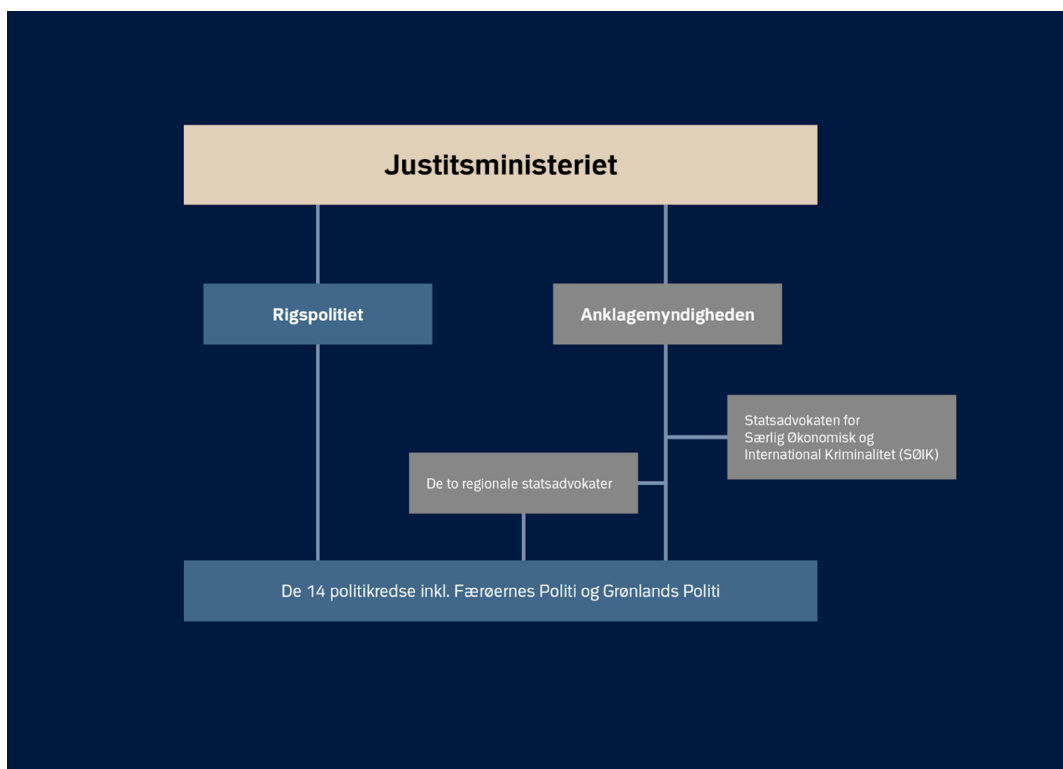 Justitsministeriet
Rigspolitiet
Anklagemyndigheden
Statsadvokaten for
Særlig Økonomisk og
International Kriminalitet (SØIK)
De to regionale statsadvokater
De 14 politikredse inkl. Færøernes Politi og Grønlands Politi